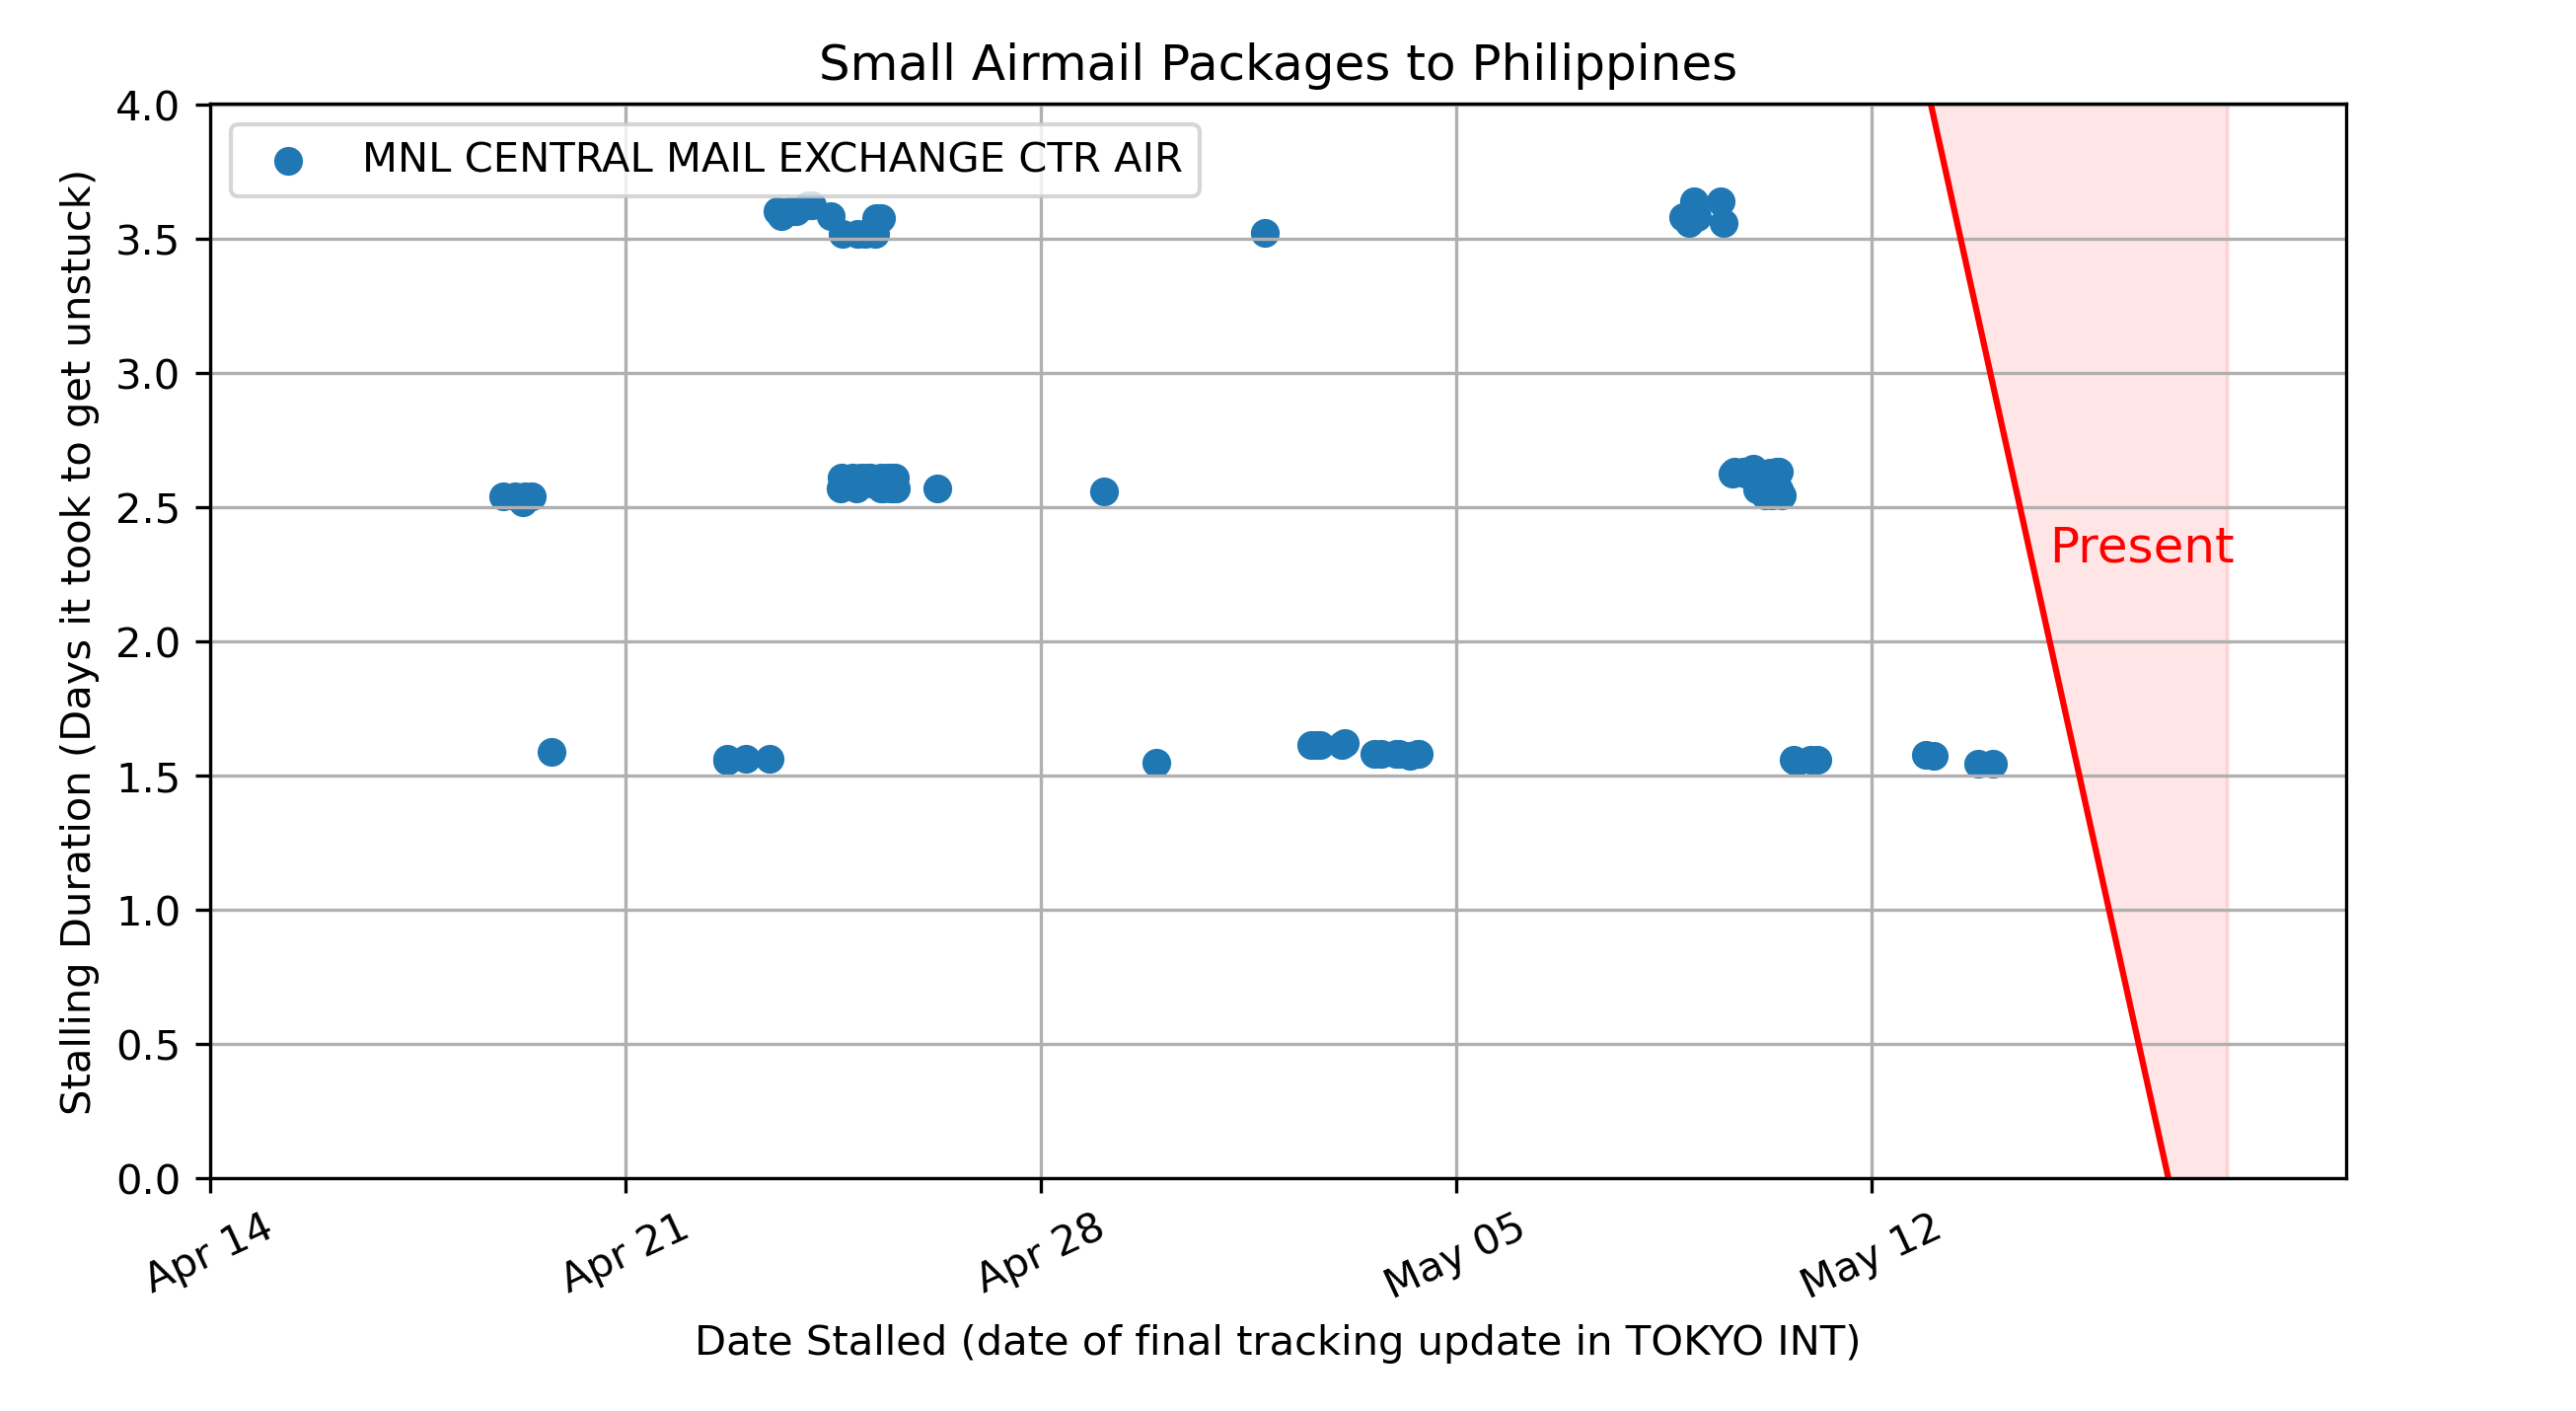 Small Airmail Packages to Philippines
MNL CENTRAL MAIL EXCHANGE CTR AIR
Stalling Duration (Days it took to get unstuck)
4.0
3.5
3.0
2.5
2.0
1.5
1.0
0.5
0.0
Present
Apr 14
Apr 21
Apr 28
May 05
May 12
Date Stalled (date of final tracking update in TOKYO INT)